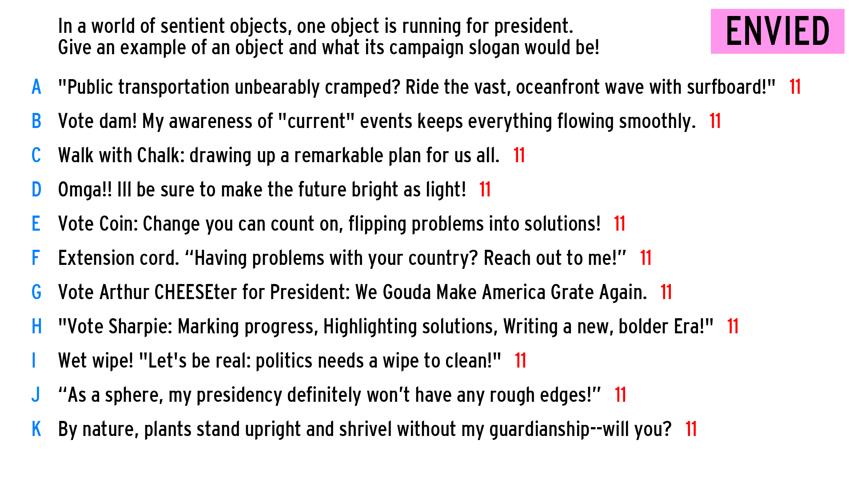 In a world of sentient objects, one object is running for president.
Give an example of an object and what its campaign slogan would be!
ENVIED
A "Public transportation unbearably cramped? Ride the vast, oceanfront wave with surfboard!" 11
B Vote dam! My awareness of "current" events keeps everything flowing smoothly. 11
C Walk with Chalk: drawing up a remarkable plan for us all. 11
D Omga!! Ill be sure to make the future bright as light! 11
E Vote Coin: Change you can count on, flipping problems into solutions! 11
F Extension cord. “Having problems with your country? Reach out to me!” 11
G Vote Arthur CHEESEter for President: We Gouda Make America Grate Again. 11
H "Vote Sharpie: Marking progress, Highlighting solutions, Writing a new, bolder Era!" 11
I Wet wipe! "Let's be real: politics needs a wipe to clean!" 11
J “As a sphere, my presidency definitely won’t have any rough edges!” 11
K By nature, plants stand upright and shrivel without my guardianship--will you? 11